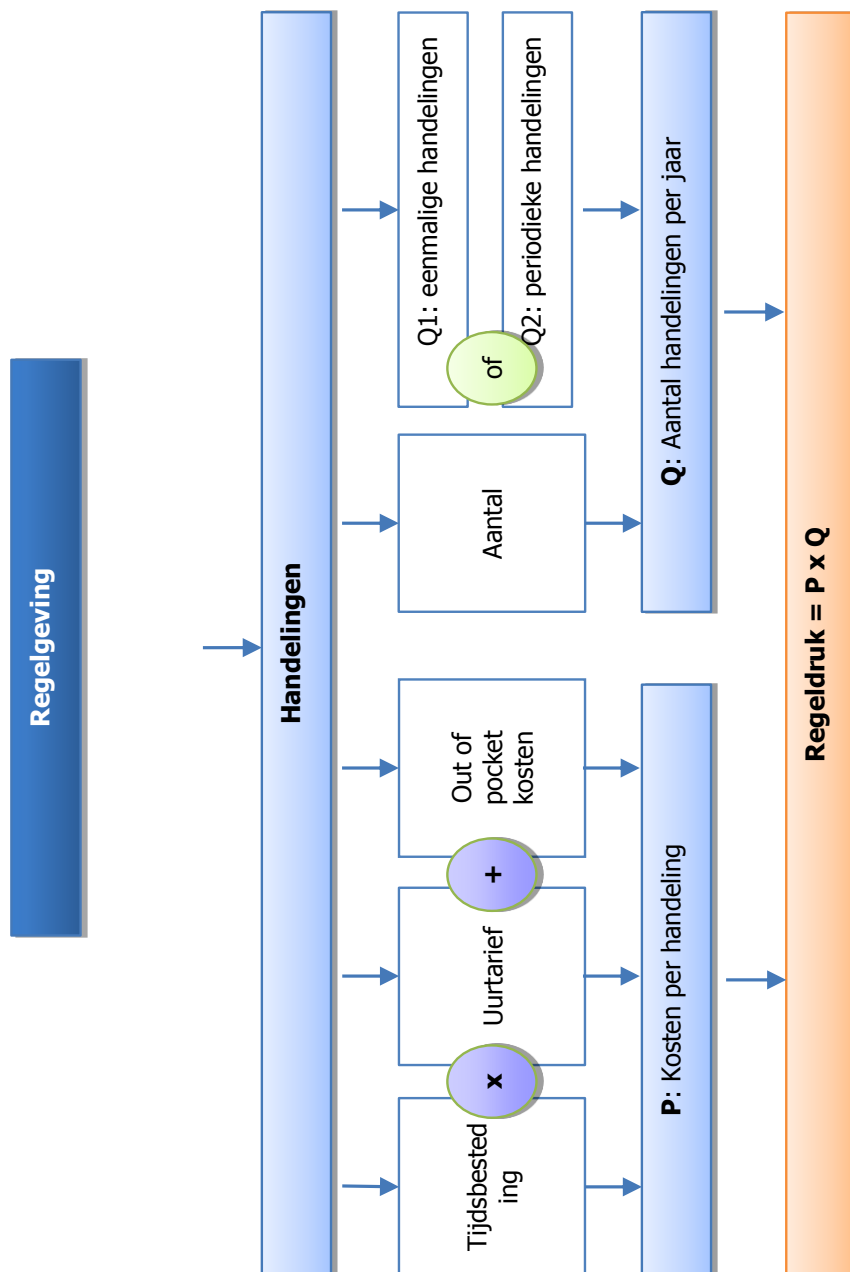 Regelgeving
Handelingen
Tijdsbested
ing
x
Uurtarief
+
Out of
pocket
kosten
Aantal
Q1: eenmalige handelingen
of
Q2: periodieke handelingen
P: Kosten per handeling
Q: Aantal handelingen per jaar
Regeldruk = P x Q